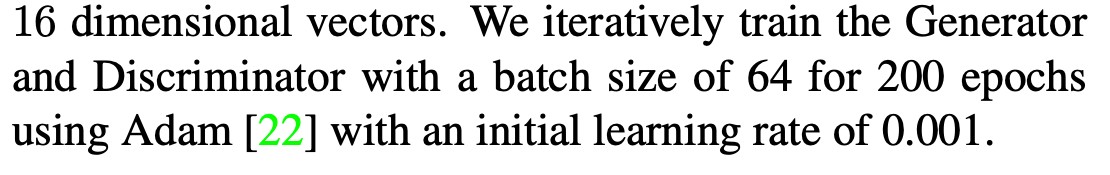 16 dimensional vectors. We iteratively train the Generator
and Discriminator with a batch size of 64 for 200 epochs
using Adam [22] with an initial learning rate of 0.001.